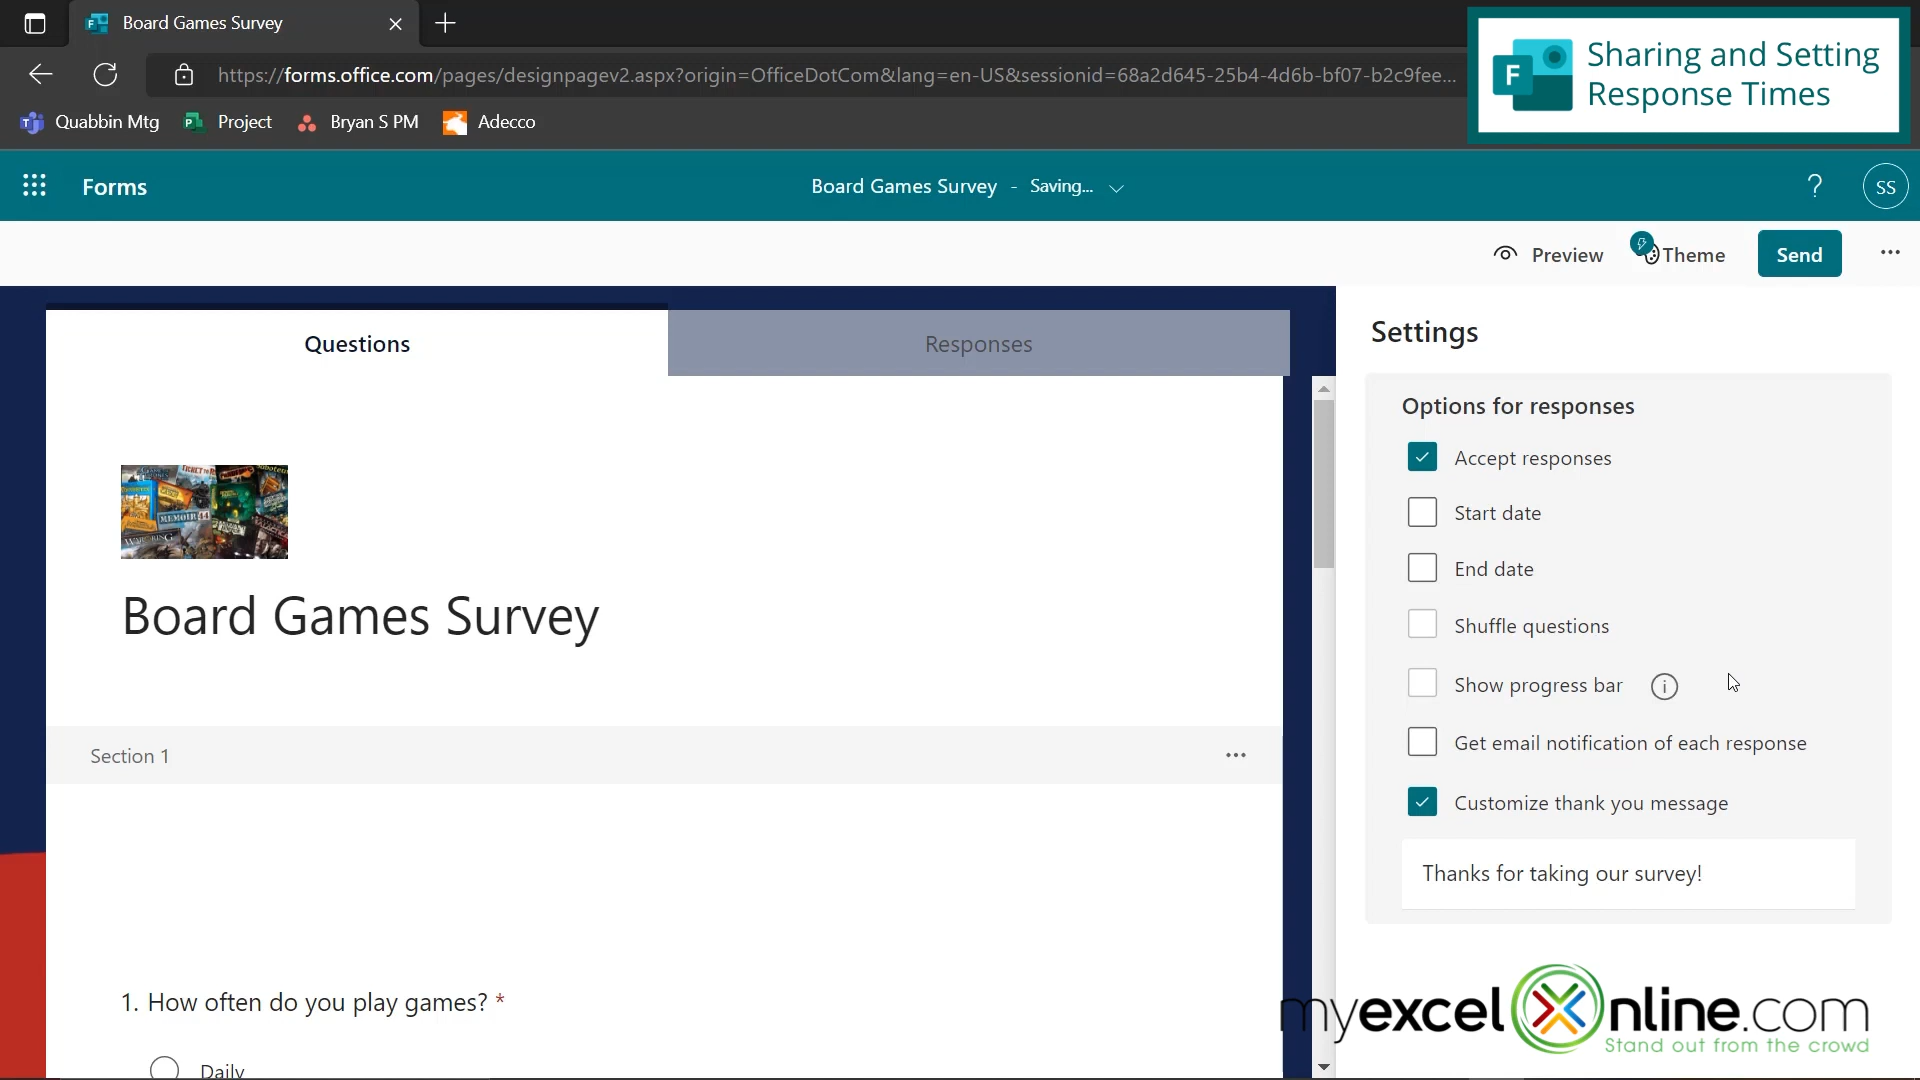 Board Games Survey
https://forms.office.com/pages/designpagev2.aspx?origin=OfficeDotCom&lang=en-US&sessionid=68a2d645-25b4-4d6b-bf07-b2c9fee...
Sharing and Setting
Response Times
Quabbin Mtg
Project
Bryan S PM
Adecco
Forms
Board Games Survey - Saving...
?
SS
Preview
Theme
Send
Questions
Responses
Settings
Options for responses
Accept responses
Start date
End date
Shuffle questions
Show progress bar
Get email notification of each response
Customize thank you message
Thanks for taking our survey!
MEMOIR '44
Board Games Survey
Section 1
1. How often do you play games? *
Daily
myexcelOnline.com
Stand out from the crowd